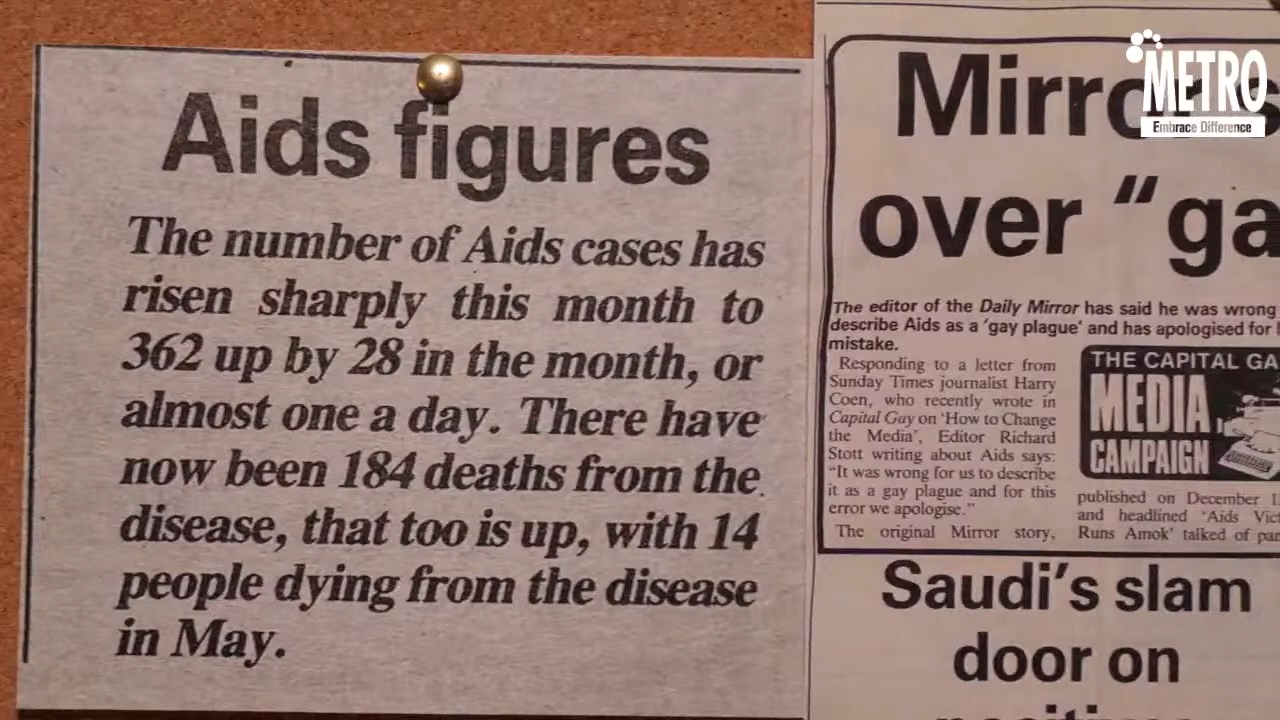 Aids figures
The number of Aids cases has
risen sharply this month to
362 up by 28 in the month, or
almost one a day. There have
now been 184 deaths from the
disease, that too is up, with 14
people dying from the disease
in May.
over “ga
The editor of the Daily Mirror has said he was wrong
describe Aids as a 'gay plague' and has apologised for
mistake.
Responding to a letter from
Sunday Times journalist Harry
Coen, who recently wrote in
Capital Gay on 'How to Change
the Media', Editor Richard
Stott writing about Aids says:
“It was wrong for us to describe
it as a gay plague and for this
error we apologise.”
The original Mirror story,
THE CAPITAL GA
MEDIA
CAMPAIGN
published on December 1
and headlined 'Aids Vic
Runs Amok' talked of pa
Saudi's slam
door on
METRO
Embrace Difference